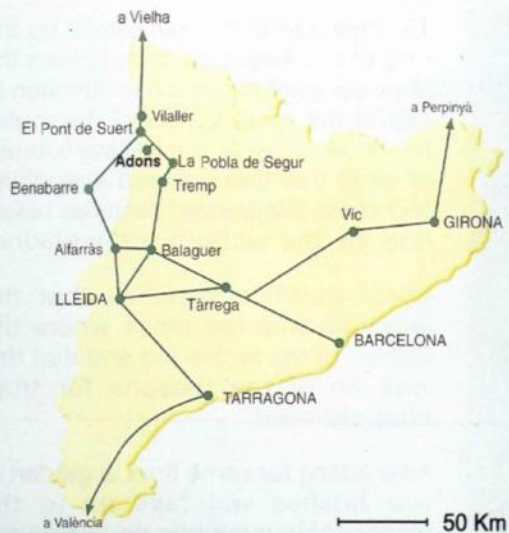 a Vielha
Vilaller
El Pont de Suert
a Perpinyà
Adons
La Pobla de Segur
Benabarre
Tremp
Vic
GIRONA
Alfarràs
Balaguer
LLEIDA
Tàrrega
BARCELONA
TARRAGONA
a València
50 Km